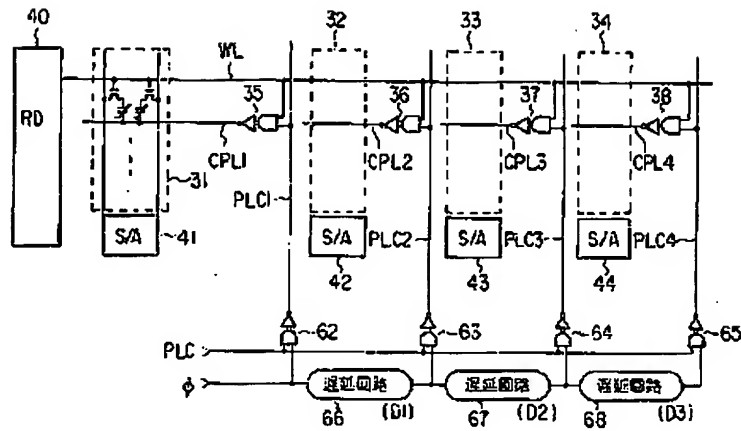 40
32
33
34
WL
RD
35
36
37
38
CPL1
CPL2
CPL3
CPL4
31
PLC1
S/A
41
S/A
PLC2
S/A
PLC3
S/A
PLC4
42
43
44
62
63
64
65
PLC
φ
遅延回路
遅延回路
遅延回路
66
(D1)
67
(D2)
68
(D3)